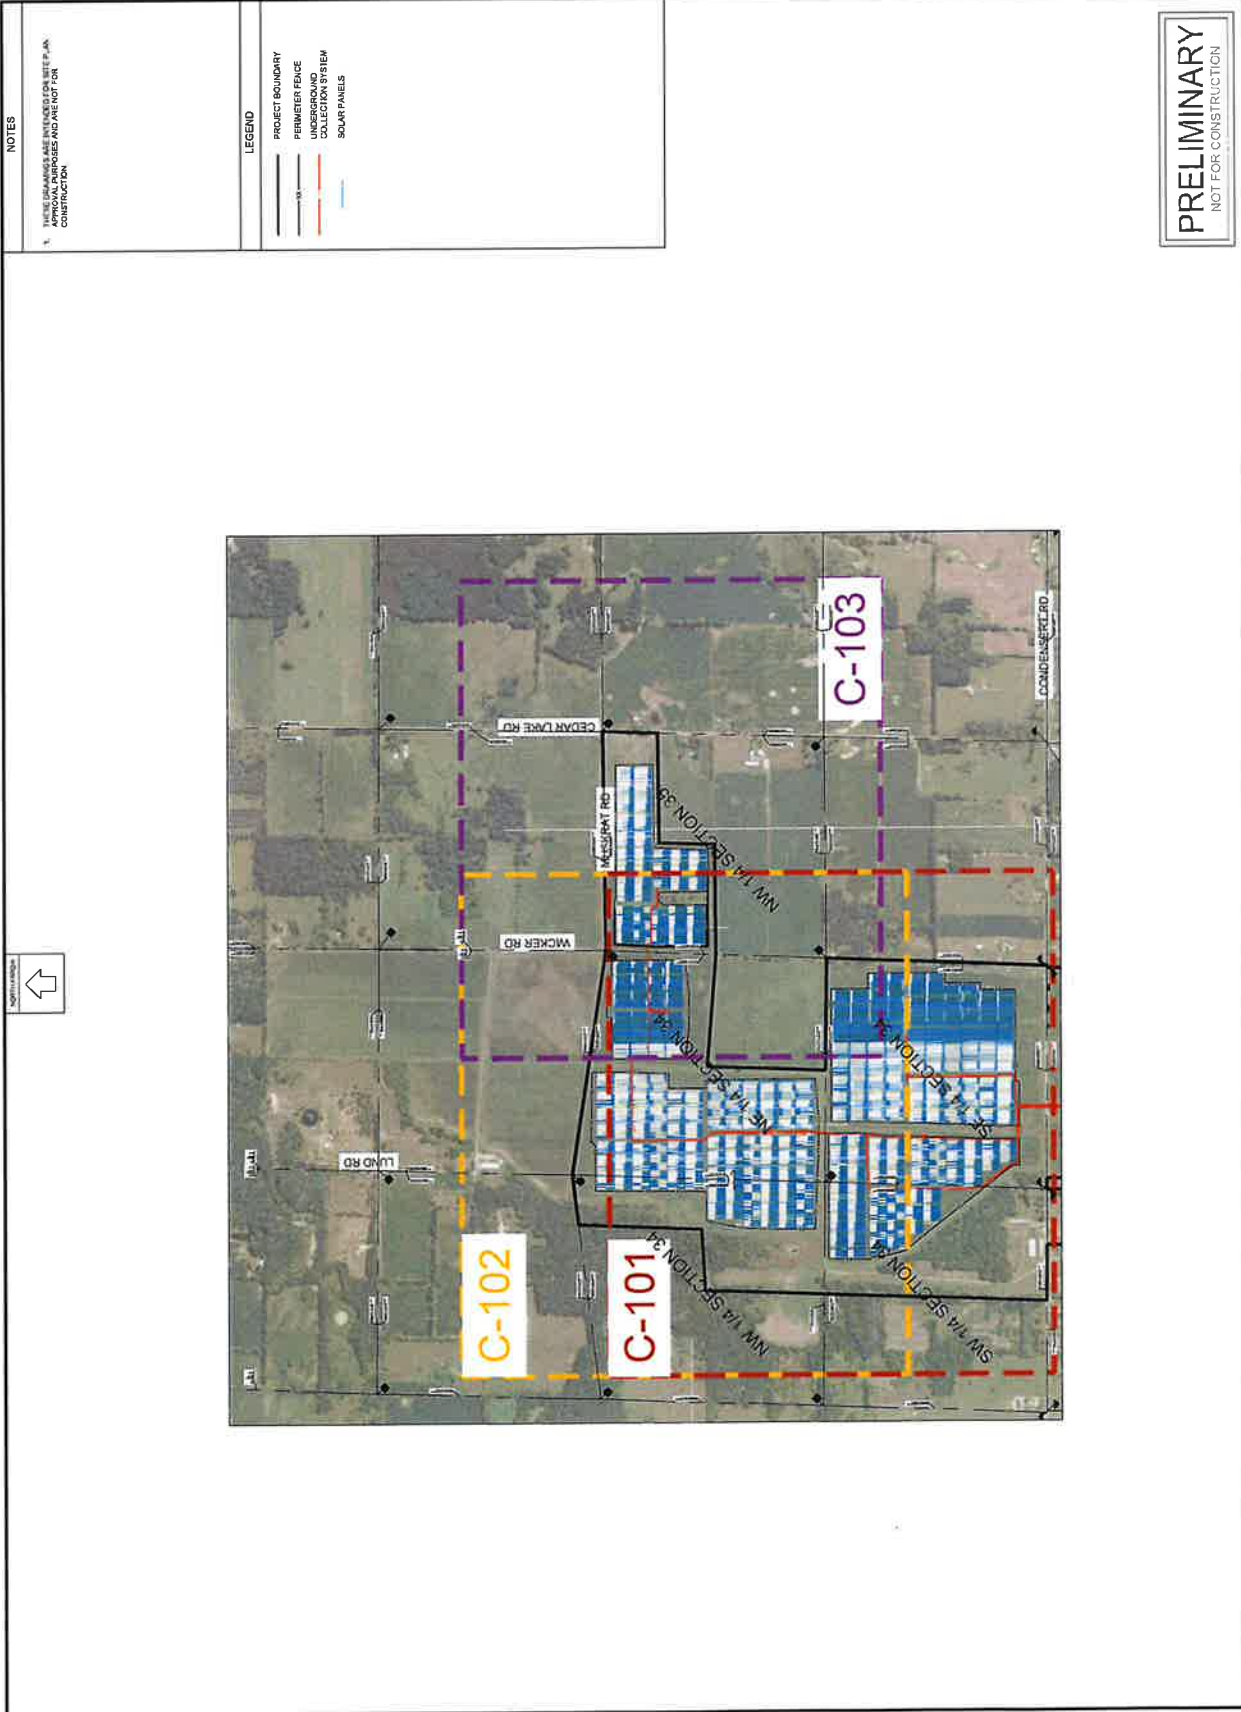 NOTES
1. THESE DRAWINGS ARE INTENDED FOR SITE PLAN
APPROVAL PURPOSES AND ARE NOT FOR
CONSTRUCTION
LEGEND
PROJECT BOUNDARY
PERIMETER FENCE
UNDERGROUND
COLLECTION SYSTEM
SOLAR PANELS
PRELIMINARY
NOT FOR CONSTRUCTION
C-102
C-101
C-103
LUND RD
WICKER RD
CEDAR LAKE RD
MUSKRAT RD
CONDENSERY RD
NW 1/4 SECTION 35
NE 1/4 SECTION 34
NW 1/4 SECTION 34
SE 1/4 SECTION 34
SW 1/4 SECTION 34